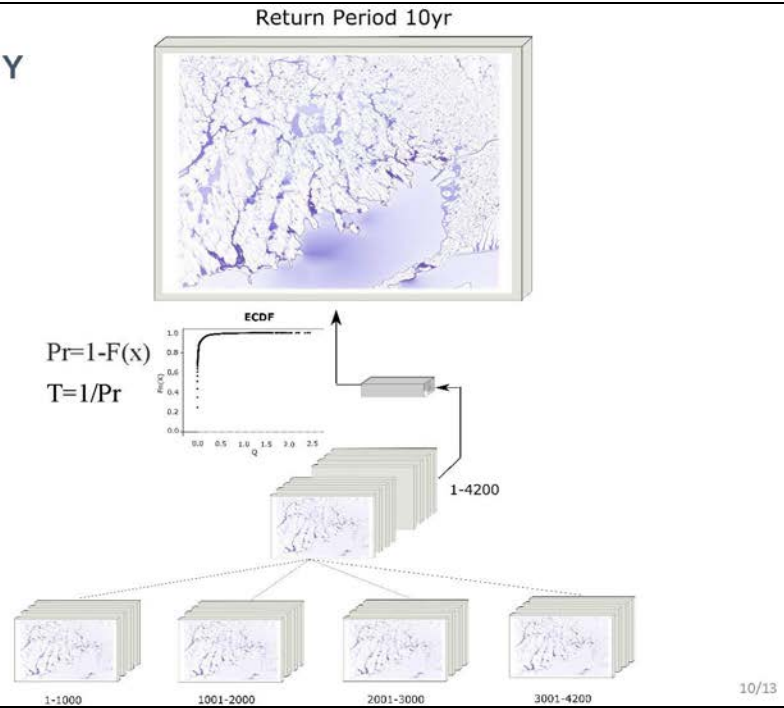 Return Period 10yr
Y
ECDF
Pr=1-F(x)
T=1/Pr
Pn(X)
1.0
0.8
0.6
0.4
0.2
0.0
0.0 0.5 1.0 1.5 2.0 2.5
Q
1-4200
1-1000 1001-2000 2001-3000 3001-4200
10/13